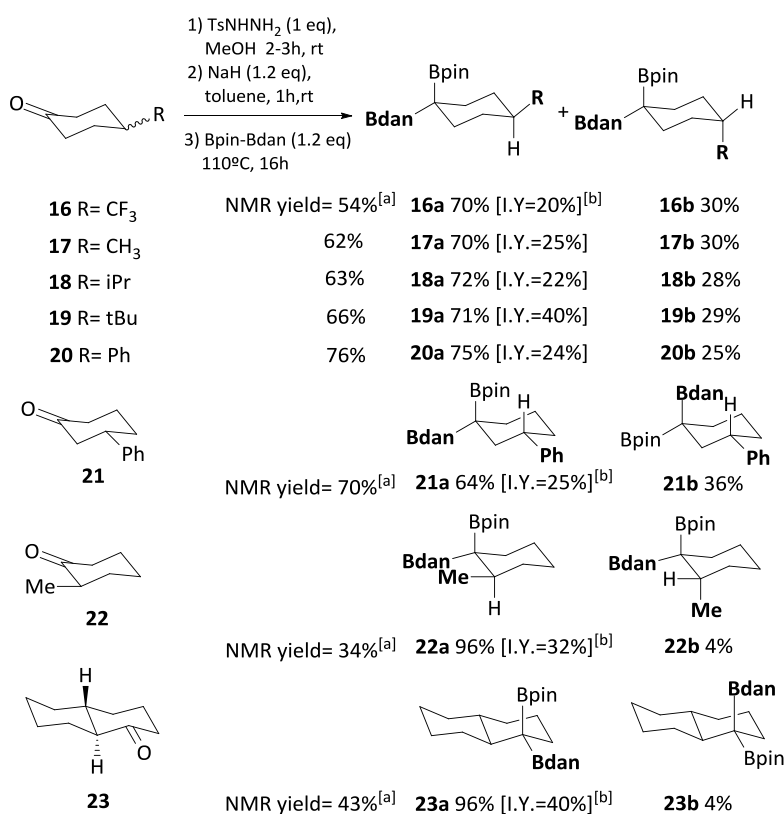 1) TsNHNH₂ (1 eq),
MeOH 2-3h, rt
2) NaH (1.2 eq),
toluene, 1h,rt
3) Bpin-Bdan (1.2 eq)
110ºC, 16h
O R
Bpin
Bdan R
H
+
Bpin
Bdan H
R
16 R= CF₃ NMR yield= 54%[a] 16a 70% [I.Y=20%][b] 16b 30%
17 R= CH₃ 62% 17a 70% [I.Y.=25%] 17b 30%
18 R= iPr 63% 18a 72% [I.Y.=22%] 18b 28%
19 R= tBu 66% 19a 71% [I.Y.=40%] 19b 29%
20 R= Ph 76% 20a 75% [I.Y.=24%] 20b 25%
O
Ph
21
Bpin
H
Bdan
Ph
Bdan
H
Bpin
Ph
NMR yield= 70%[a] 21a 64% [I.Y.=25%][b] 21b 36%
O
Me
22
Bpin
Bdan
Me
H
Bpin
Bdan
H
Me
NMR yield= 34%[a] 22a 96% [I.Y.=32%][b] 22b 4%
H
O
H
23
Bpin
Bdan
Bdan
Bpin
NMR yield= 43%[a] 23a 96% [I.Y.=40%][b] 23b 4%